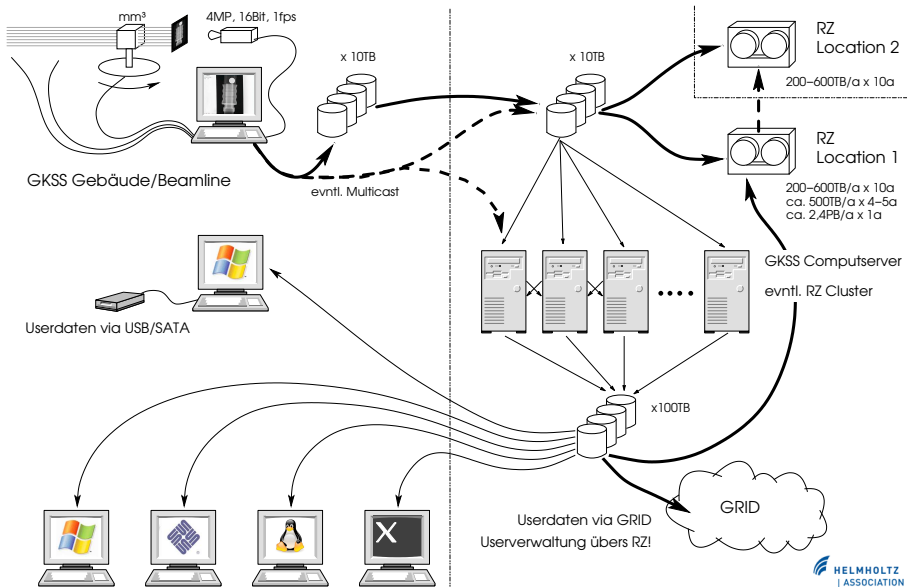 mm³
4MP, 16Bit, 1fps
x 10TB
x 10TB
RZ
Location 2
200–600TB/a x 10a
RZ
Location 1
200–600TB/a x 10a
ca. 500TB/a x 4–5a
ca. 2,4PB/a x 1a
GKSS Gebäude/Beamline
evntl. Multicast
GKSS Computserver
evntl. RZ Cluster
Userdaten via USB/SATA
x100TB
X
GRID
Userdaten via GRID
Userverwaltung übers RZ!
HELMHOLTZ
| ASSOCIATION